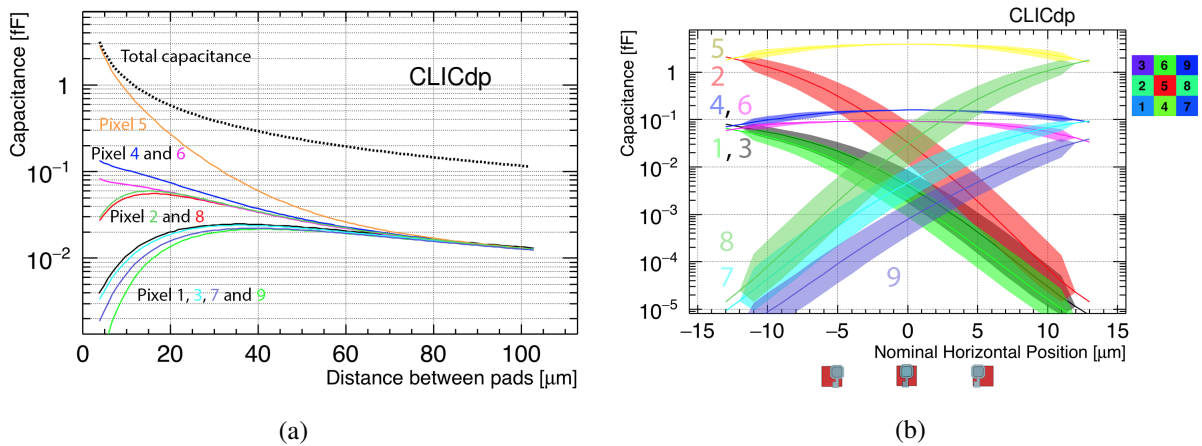 CLICdp
Capacitance [fF]
1
10⁻¹
10⁻²
Total capacitance
CLICdp
Pixel 5
Pixel 4 and 6
Pixel 2 and 8
Pixel 1, 3, 7 and 9
0 20 40 60 80 100
Distance between pads [μm]
(a)
Capacitance [fF]
1
10⁻¹
10⁻²
10⁻³
10⁻⁴
10⁻⁵
5
2
4, 6
1, 3
8
7
9
−15 −10 −5 0 5 10 15
Nominal Horizontal Position [μm]
3 6 9
2 5 8
1 4 7
(b)